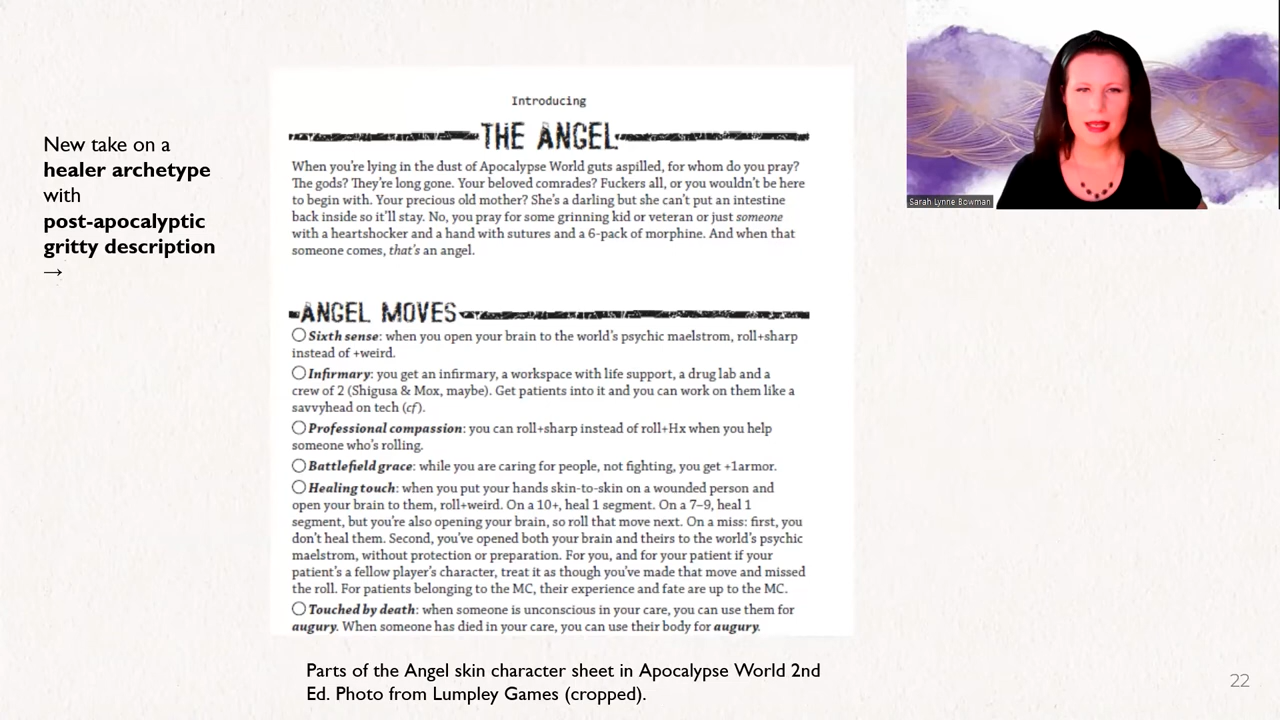 New take on a
healer archetype
with
post-apocalyptic
gritty description
→
Introducing
THE ANGEL
When you're lying in the dust of Apocalypse World guts aspilled, for whom do you pray?
The gods? They're long gone. Your beloved comrades? Fuckers all, or you wouldn't be here
to begin with. Your precious old mother? She's a darling but she can't put an intestine
back inside so it'll stay. No, you pray for some grinning kid or veteran or just someone
with a heartshocker and a hand with sutures and a 6-pack of morphine. And when that
someone comes, that's an angel.
ANGEL MOVES
Sixth sense: when you open your brain to the world's psychic maelstrom, roll+sharp
instead of +weird.
Infirmary: you get an infirmary, a workspace with life support, a drug lab and a
crew of 2 (Shigusa & Mox, maybe). Get patients into it and you can work on them like a
savvyhead on tech (cf).
Professional compassion: you can roll+sharp instead of roll+Hx when you help
someone who's rolling.
Battlefield grace: while you are caring for people, not fighting, you get +1armor.
Healing touch: when you put your hands skin-to-skin on a wounded person and
open your brain to them, roll+weird. On a 10+, heal 1 segment. On a 7–9, heal 1
segment, but you're also opening your brain, so roll that move next. On a miss: first, you
don't heal them. Second, you've opened both your brain and theirs to the world's psychic
maelstrom, without protection or preparation. For you, and for your patient if your
patient's a fellow player's character, treat it as though you've made that move and missed
the roll. For patients belonging to the MC, their experience and fate are up to the MC.
Touched by death: when someone is unconscious in your care, you can use them for
augury. When someone has died in your care, you can use their body for augury.
Parts of the Angel skin character sheet in Apocalypse World 2nd
Ed. Photo from Lumpley Games (cropped).
Sarah Lynne Bowman
22